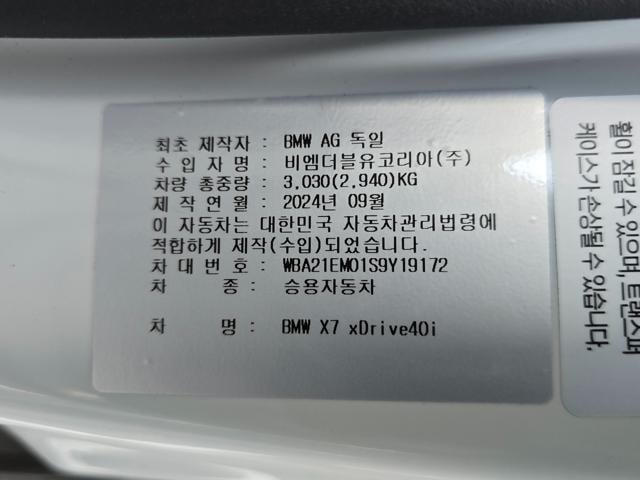 최초 제작자 : BMW AG 독일
수 입 자 명 : 비엠더블유코리아(주)
차량 총중량 : 3,030(2,940)KG
제 작 연 월 : 2024년 09월
이 자동차는 대한민국 자동차관리법령에
적합하게 제작(수입)되었습니다.
차 대 번 호 : WBA21EM01S9Y19172
차 종 : 승용자동차
차 명 : BMW X7 xDrive40i
휠이 잠길 수 있으며, 트랜스퍼
케이스가 손상될 수 있습니다.